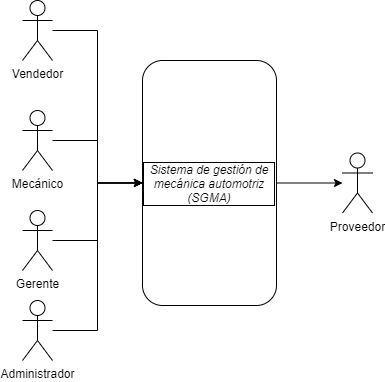 Vendedor
Mecánico
Gerente
Administrador
Sistema de gestión de
mecánica automotriz
(SGMA)
Proveedor